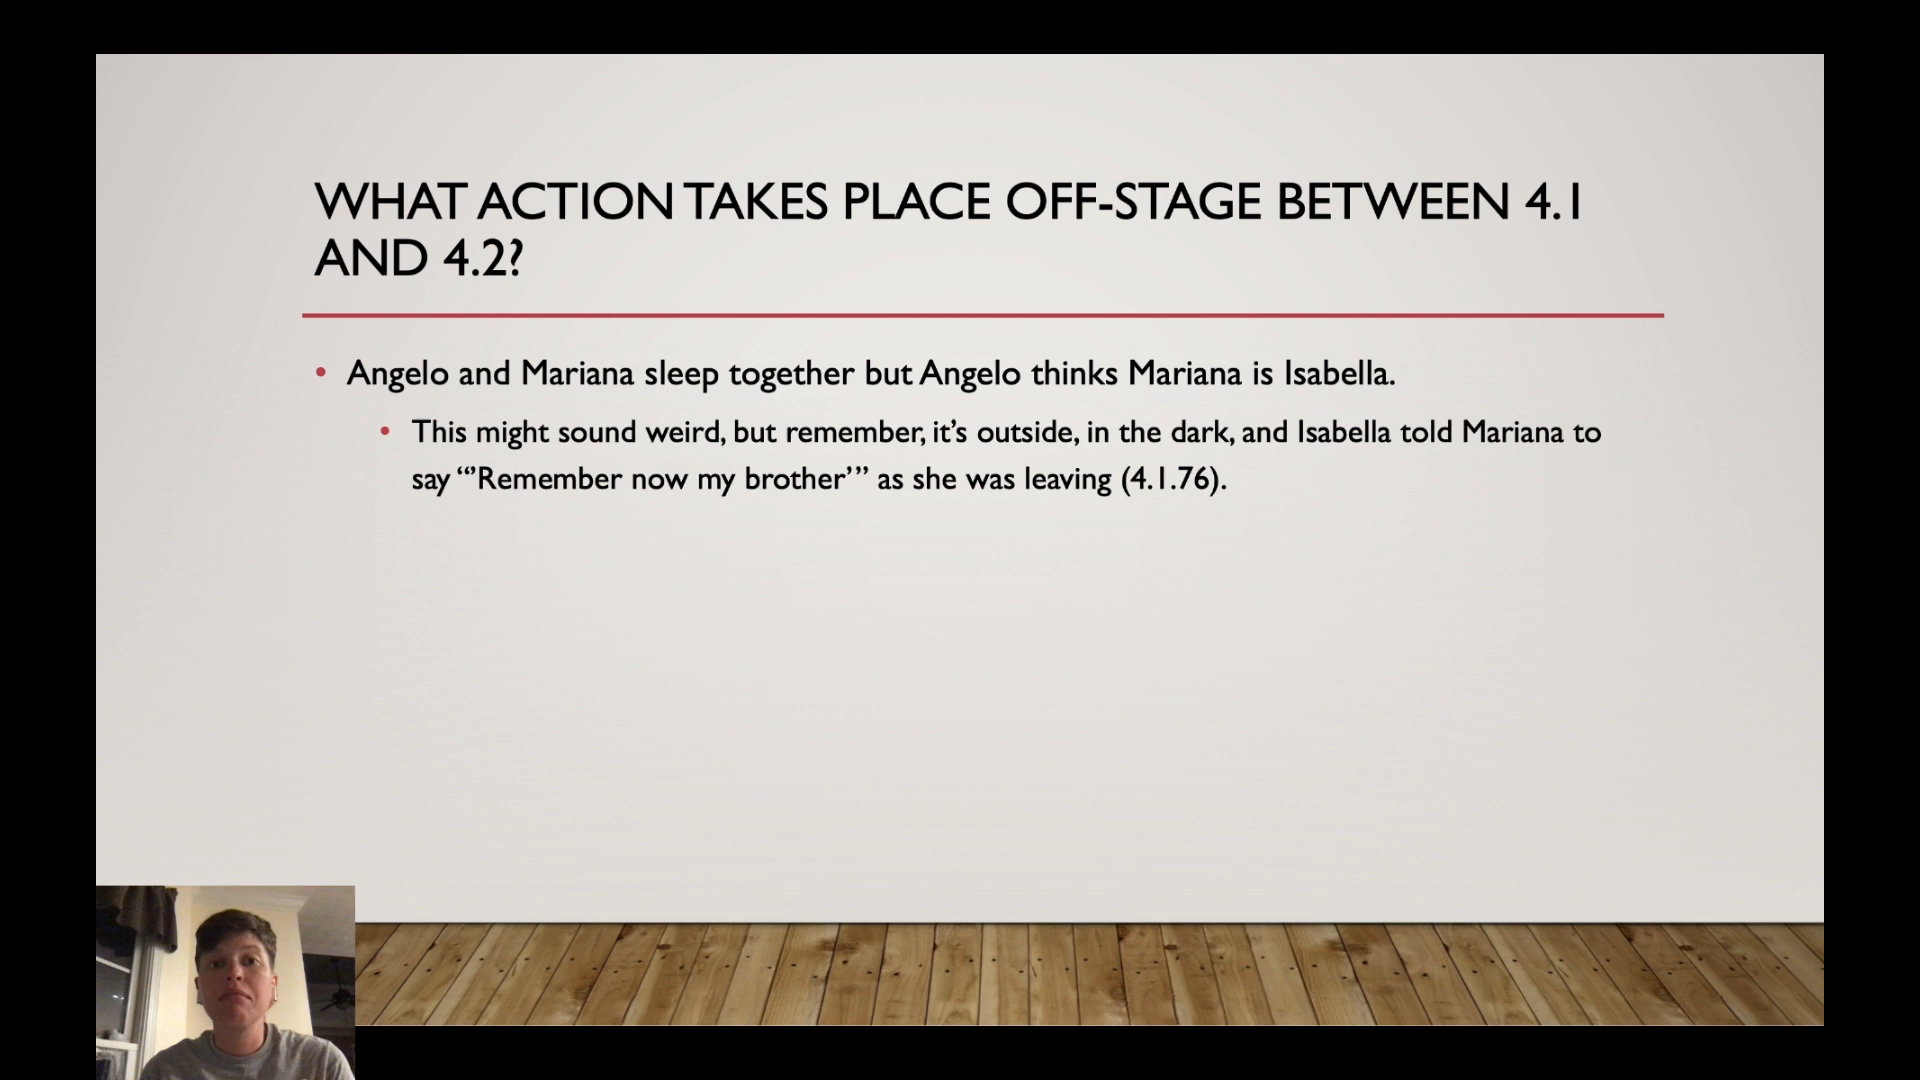 WHAT ACTION TAKES PLACE OFF-STAGE BETWEEN 4.1
AND 4.2?
• Angelo and Mariana sleep together but Angelo thinks Mariana is Isabella.
• This might sound weird, but remember, it’s outside, in the dark, and Isabella told Mariana to
say “’”Remember now my brother’” as she was leaving (4.1.76).